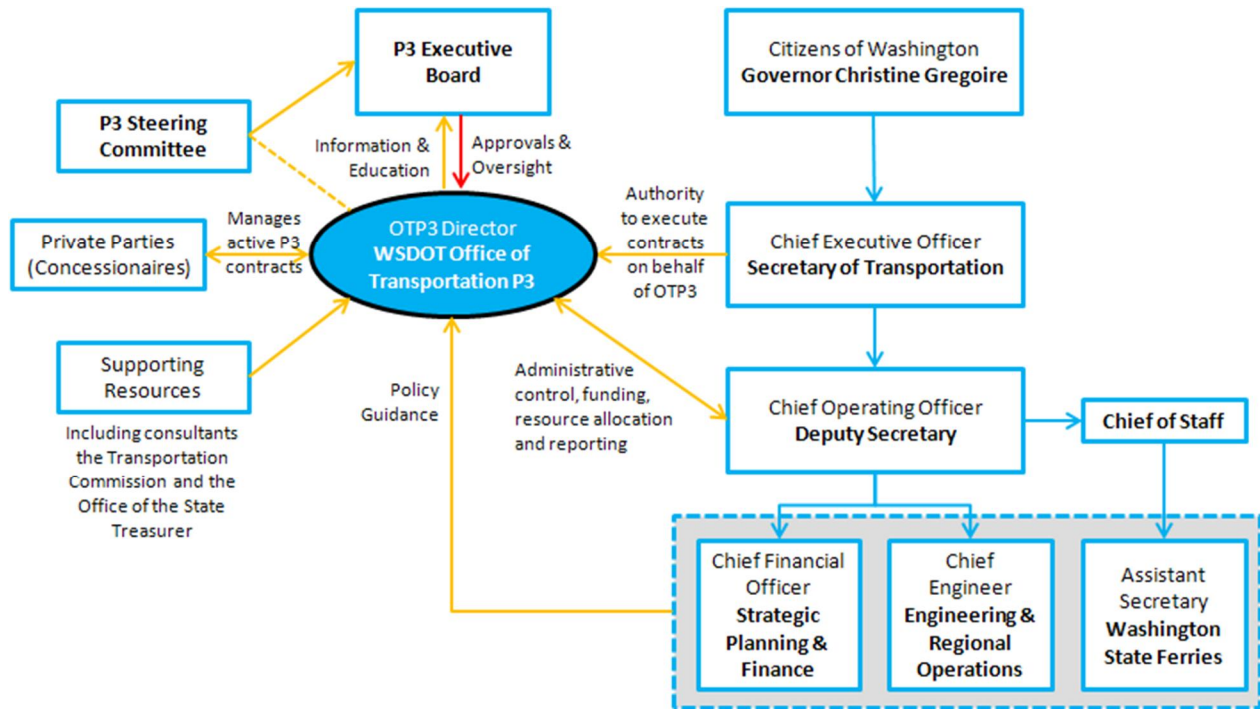 P3 Executive
Board
Citizens of Washington
Governor Christine Gregoire
P3 Steering
Committee
Information &
Education
Approvals &
Oversight
Private Parties
(Concessionaires)
Manages
active P3
contracts
OTP3 Director
WSDOT Office of
Transportation P3
Authority
to execute
contracts
on behalf
of OTP3
Chief Executive Officer
Secretary of Transportation
Supporting
Resources
Including consultants
the Transportation
Commission and the
Office of the State
Treasurer
Policy
Guidance
Administrative
control, funding,
resource allocation
and reporting
Chief Operating Officer
Deputy Secretary
Chief of Staff
Chief Financial
Officer
Strategic
Planning &
Finance
Chief
Engineer
Engineering &
Regional
Operations
Assistant
Secretary
Washington
State Ferries